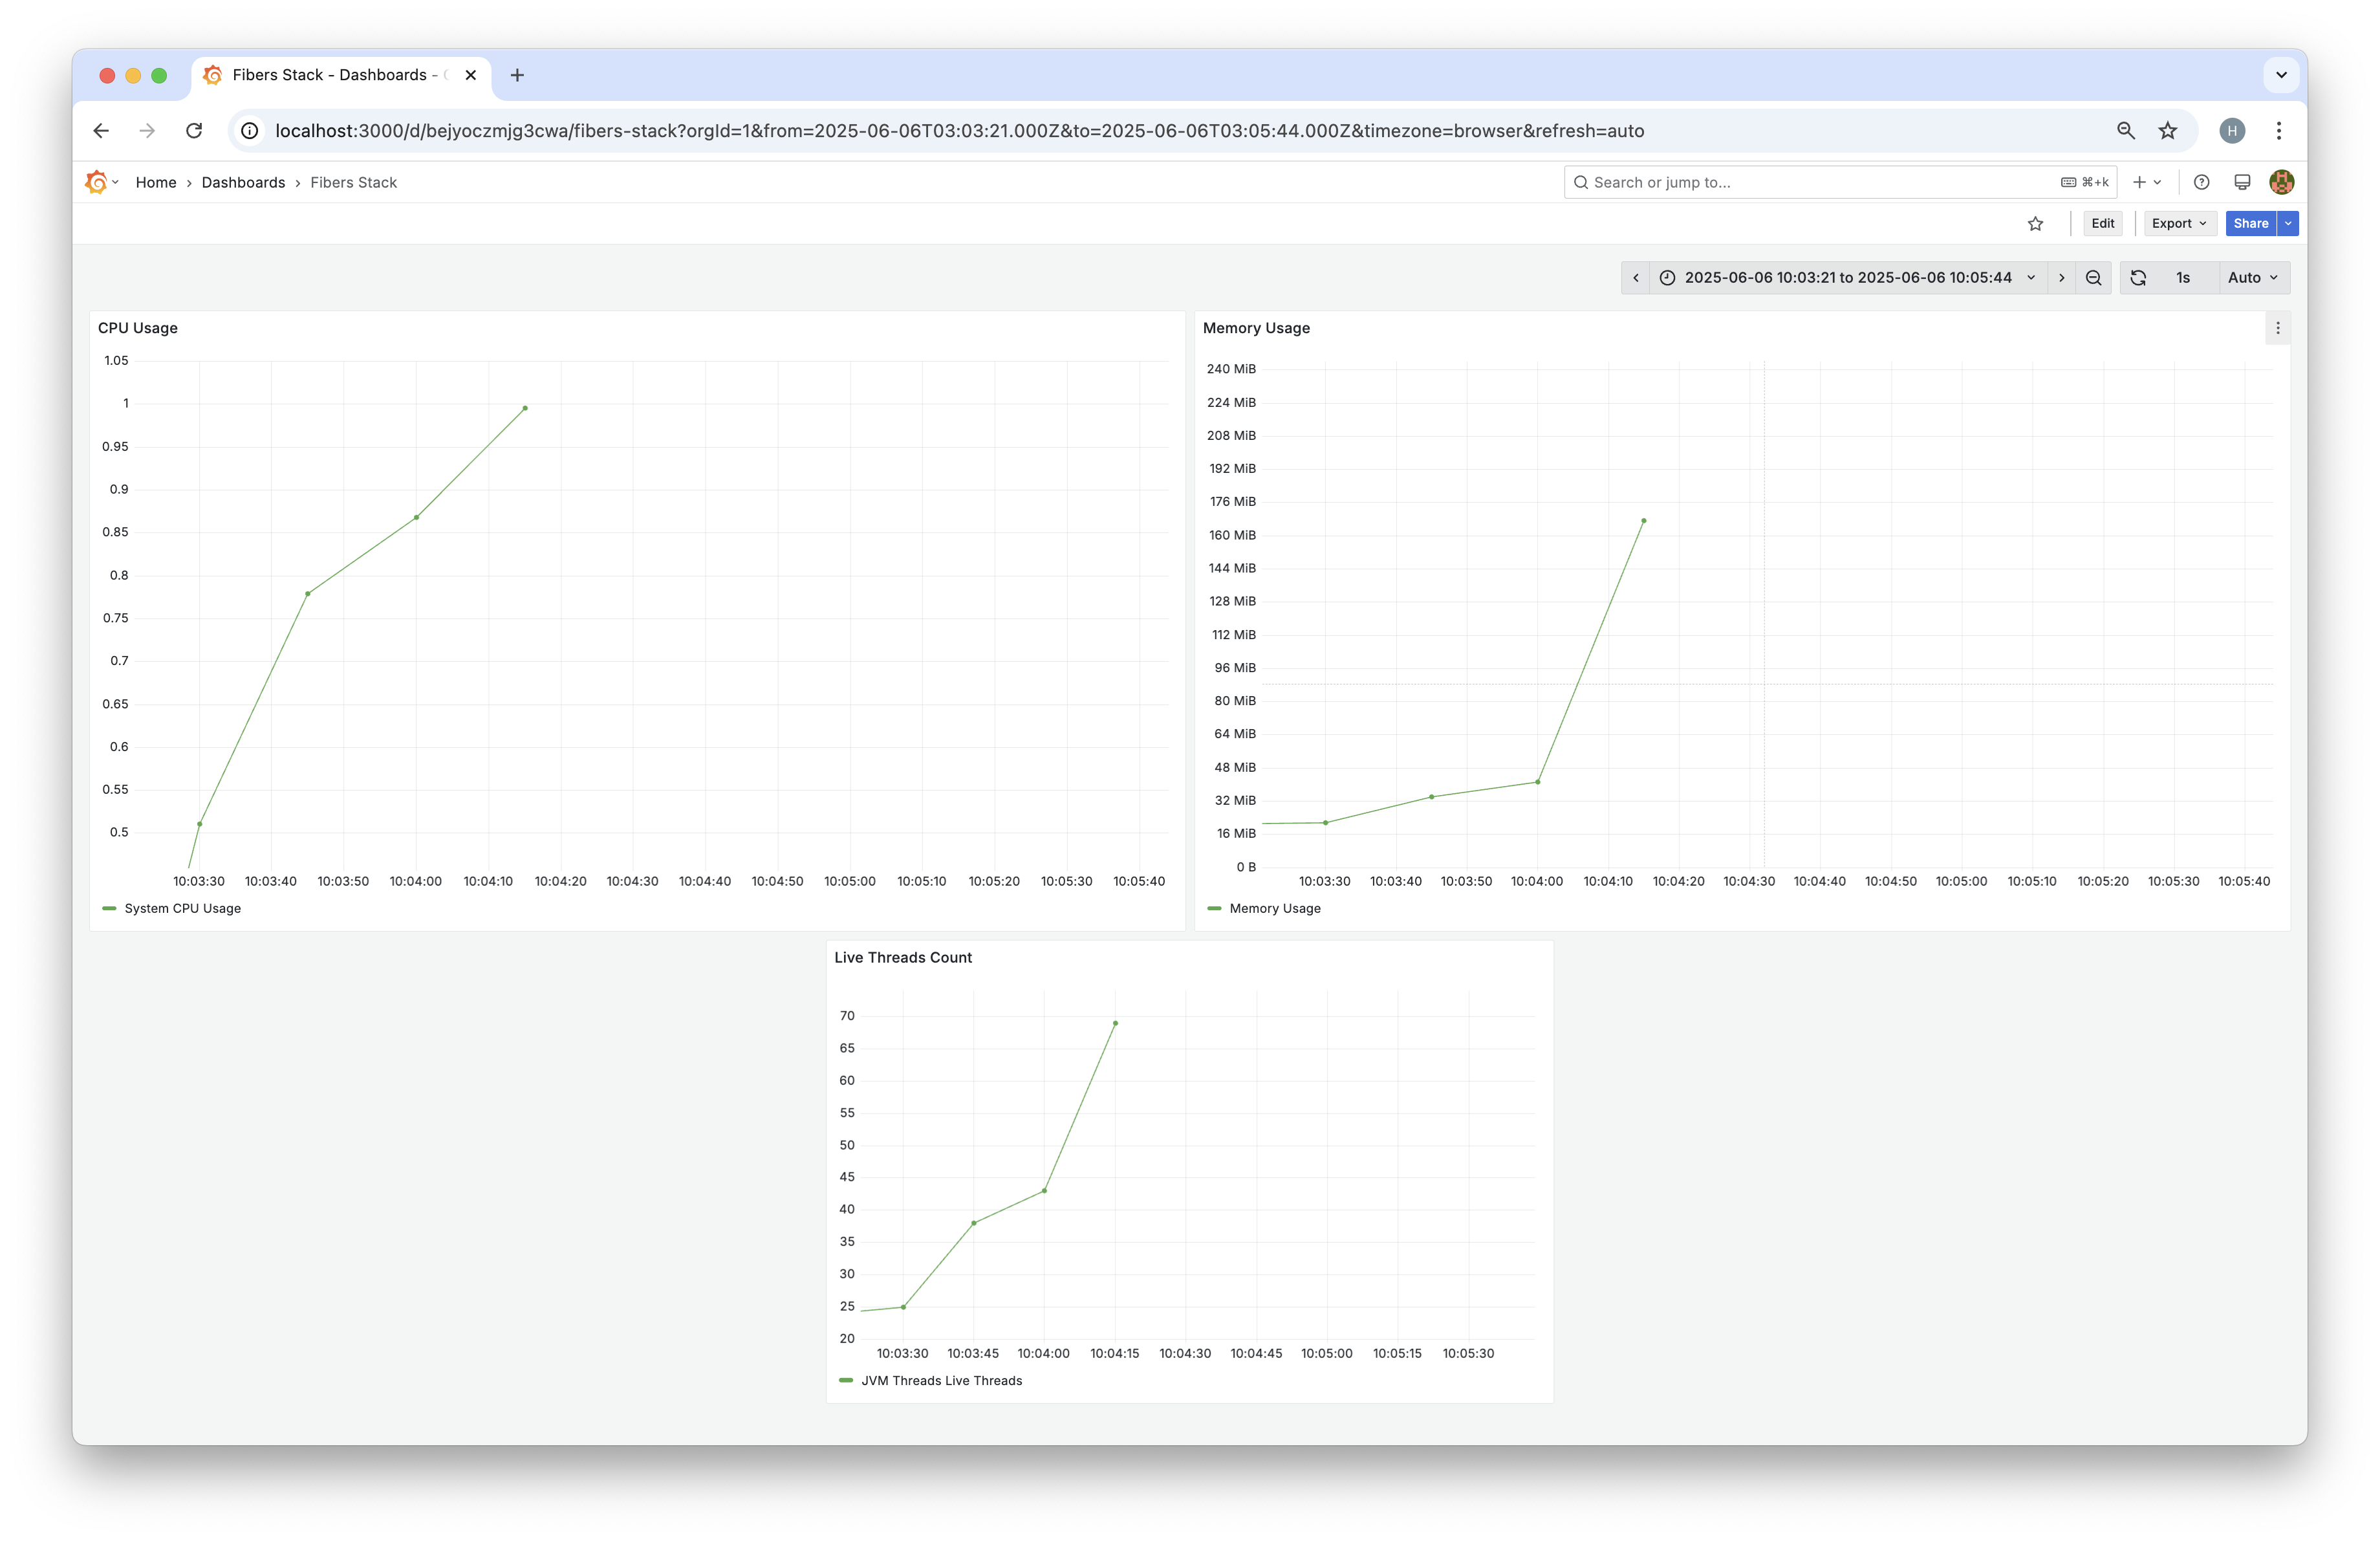 Fibers Stack - Dashboards -
localhost:3000/d/bejyoczmjg3cwa/fibers-stack?orgId=1&from=2025-06-06T03:03:21.000Z&to=2025-06-06T03:05:44.000Z&timezone=browser&refresh=auto
H
Home › Dashboards › Fibers Stack
Search or jump to...
⌘+k
Edit
Export
Share
2025-06-06 10:03:21 to 2025-06-06 10:05:44
1s
Auto
CPU Usage
1.05
1
0.95
0.9
0.85
0.8
0.75
0.7
0.65
0.6
0.55
0.5
10:03:30 10:03:40 10:03:50 10:04:00 10:04:10 10:04:20 10:04:30 10:04:40 10:04:50 10:05:00 10:05:10 10:05:20 10:05:30 10:05:40
System CPU Usage
Memory Usage
240 MiB
224 MiB
208 MiB
192 MiB
176 MiB
160 MiB
144 MiB
128 MiB
112 MiB
96 MiB
80 MiB
64 MiB
48 MiB
32 MiB
16 MiB
0 B
10:03:30 10:03:40 10:03:50 10:04:00 10:04:10 10:04:20 10:04:30 10:04:40 10:04:50 10:05:00 10:05:10 10:05:20 10:05:30 10:05:40
Memory Usage
Live Threads Count
70
65
60
55
50
45
40
35
30
25
20
10:03:30 10:03:45 10:04:00 10:04:15 10:04:30 10:04:45 10:05:00 10:05:15 10:05:30
JVM Threads Live Threads